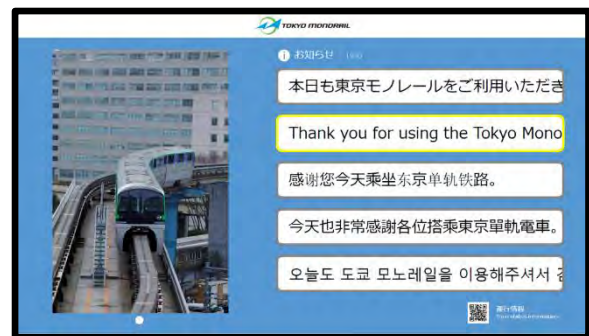 TOKYO MONORAIL
お知らせ
本日も東京モノレールをご利用いただき
Thank you for using the Tokyo Mono
感谢您今天乘坐东京单轨铁路。
今天也非常感謝各位搭乘東京單軌電車。
오늘도 도쿄 모노레일을 이용해주셔서
運行情報